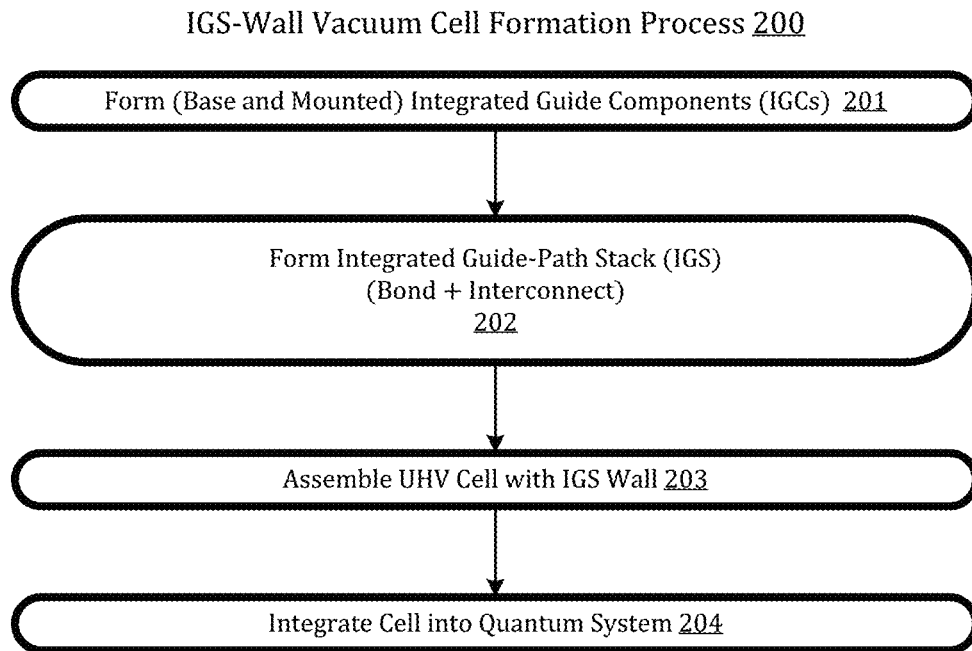 IGS-Wall Vacuum Cell Formation Process 200
Form (Base and Mounted) Integrated Guide Components (IGCs) 201
Form Integrated Guide-Path Stack (IGS)
(Bond + Interconnect)
202
Assemble UHV Cell with IGS Wall 203
Integrate Cell into Quantum System 204